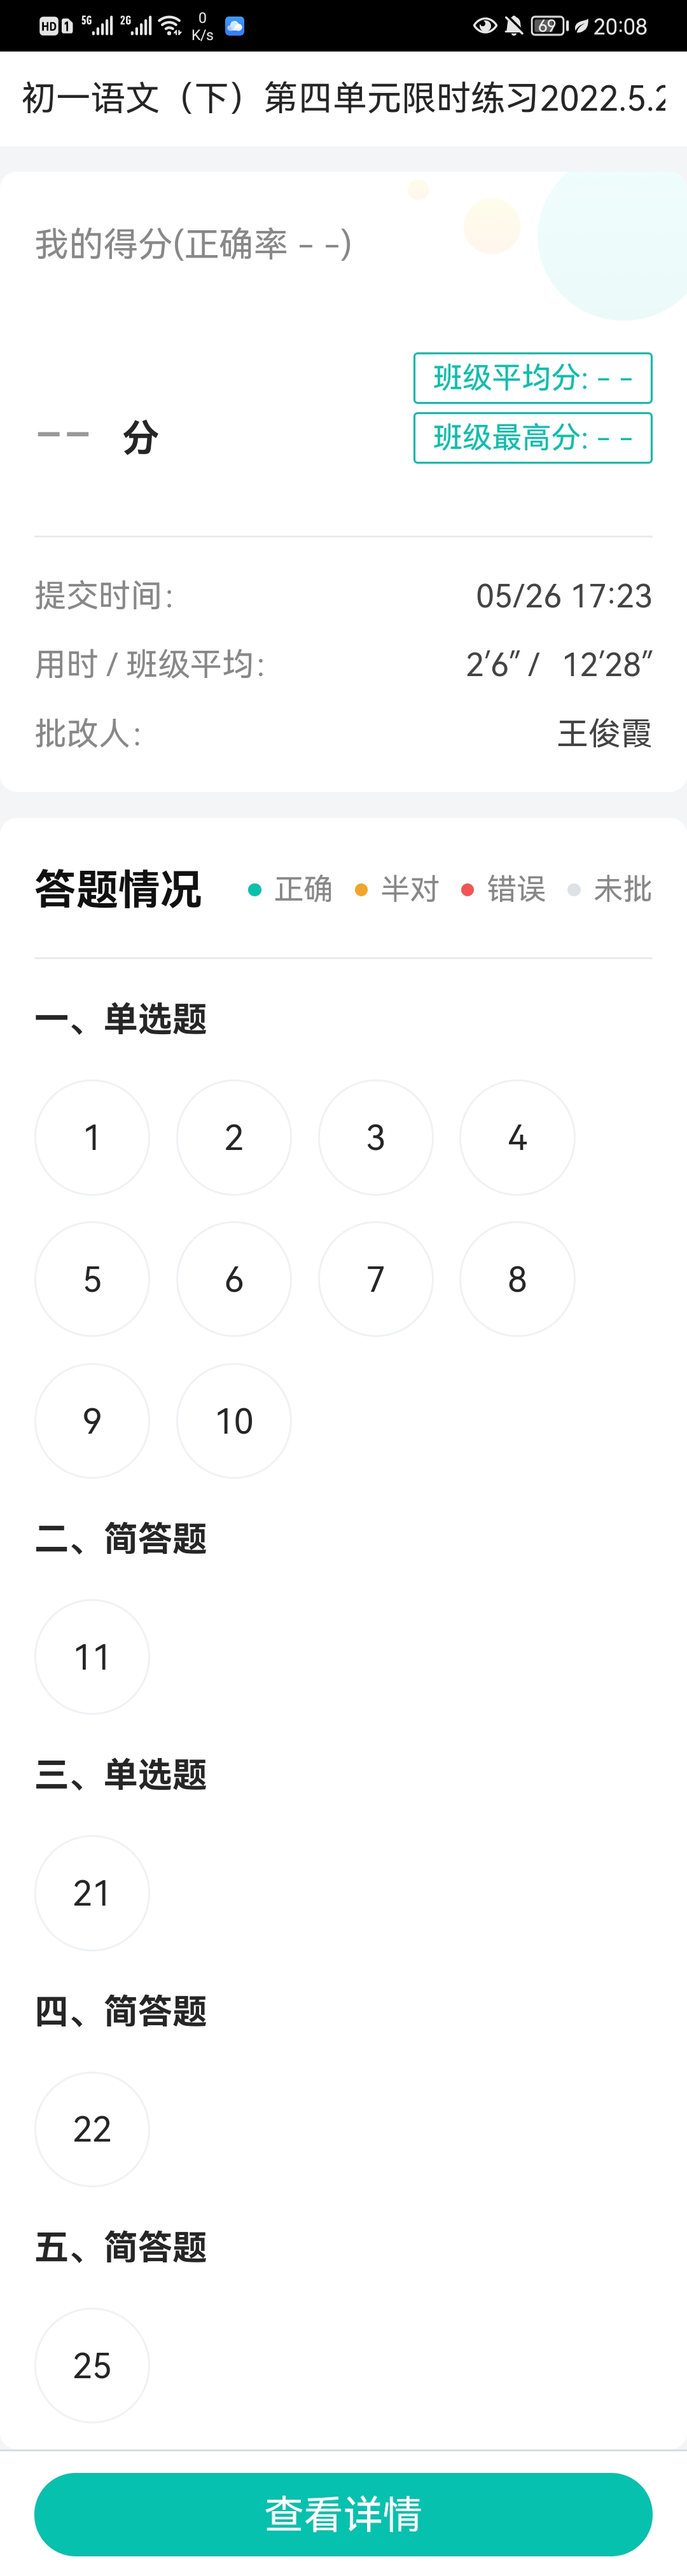 HD 1 5G 2G 0 K/s 69 20:08
初一语文（下）第四单元限时练习2022.5.2
我的得分(正确率 - -)
-- 分
班级平均分: - -
班级最高分: - -
提交时间: 05/26 17:23
用时 / 班级平均: 2′6″ / 12′28″
批改人: 王俊霞
答题情况 正确 半对 错误 未批
一、单选题
1 2 3 4
5 6 7 8
9 10
二、简答题
11
三、单选题
21
四、简答题
22
五、简答题
25
查看详情